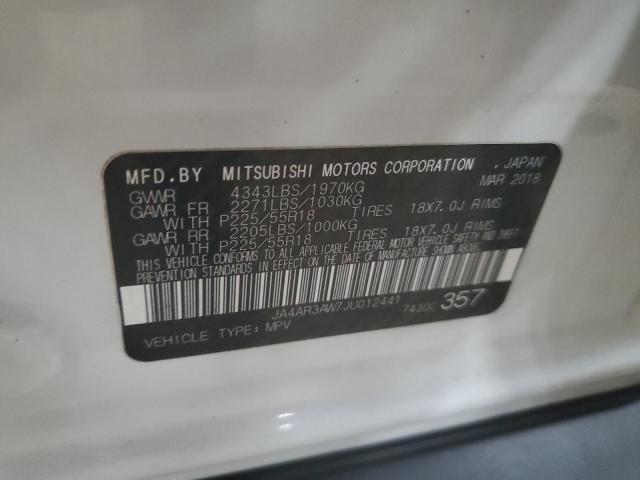 MFD.BY MITSUBISHI MOTORS CORPORATION , JAPAN
MAR 2018
GVWR 4343LBS/1970KG
GAWR FR 2271LBS/1030KG
WITH P225/55R18 TIRES 18X7.0J RIMS
GAWR RR 2205LBS/1000KG
WITH P225/55R18 TIRES 18X7.0J RIMS
THIS VEHICLE CONFORMS TO ALL APPLICABLE FEDERAL MOTOR VEHICLE SAFETY AND THEFT
PREVENTION STANDARDS IN EFFECT ON THE DATE OF MANUFACTURE SHOWN ABOVE.
JA4AR3AW7JU012441
7430C 357
VEHICLE TYPE: MPV